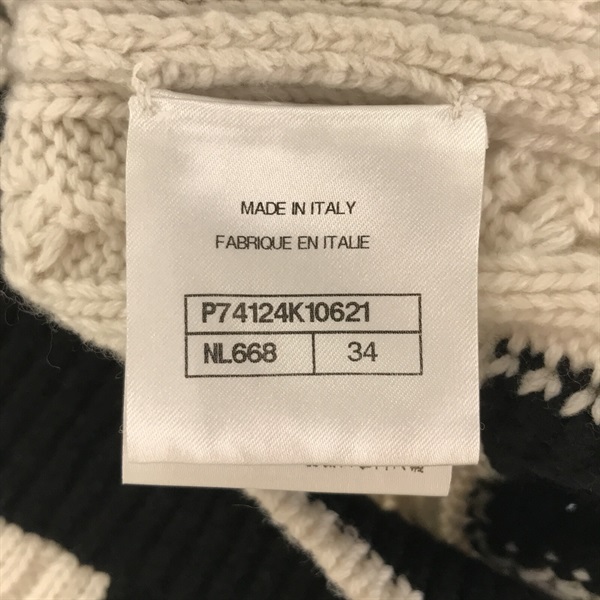 MADE IN ITALY
FABRIQUE EN ITALIE
P74124K10621
NL668 34